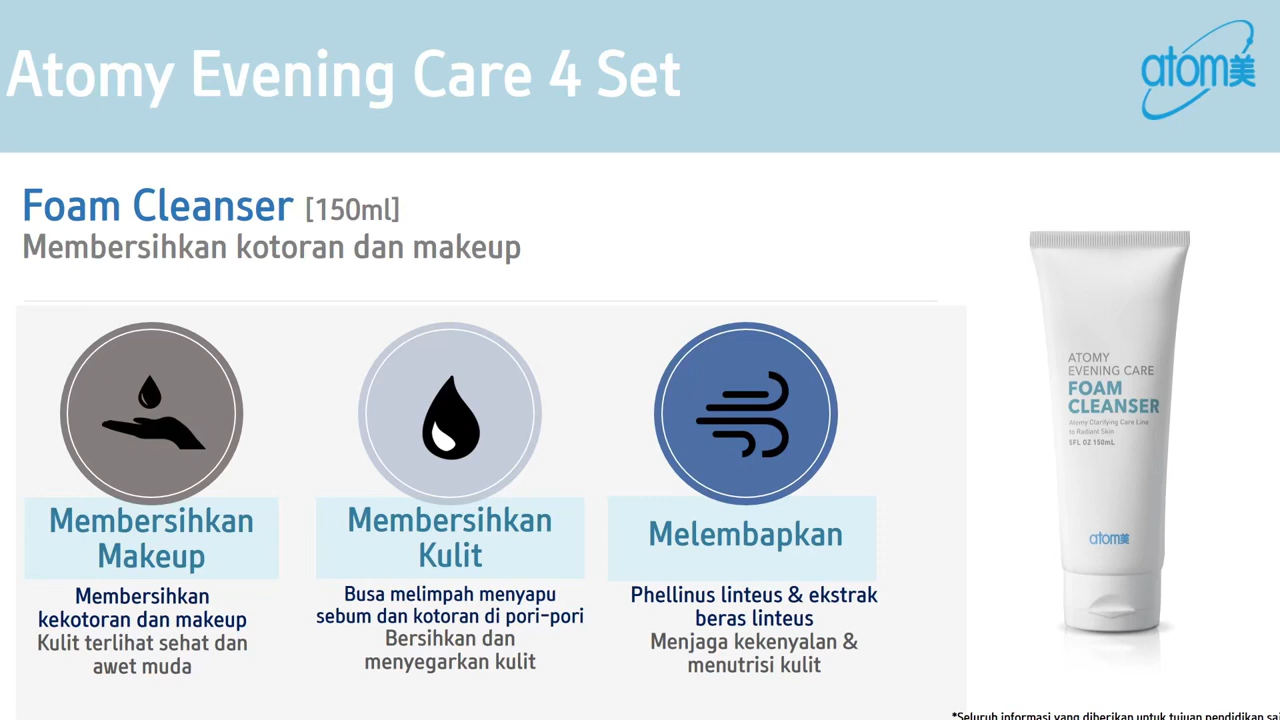 Atomy Evening Care 4 Set
atom美
Foam Cleanser [150ml]
Membersihkan kotoran dan makeup
Membersihkan
Makeup
Membersihkan
kekotoran dan makeup
Kulit terlihat sehat dan
awet muda
Membersihkan
Kulit
Busa melimpah menyapu
sebum dan kotoran di pori-pori
Bersihkan dan
menyegarkan kulit
Melembapkan
Phellinus linteus & ekstrak
beras linteus
Menjaga kekenyalan &
menutrisi kulit
ATOMY
EVENING CARE
FOAM
CLEANSER
Atomy Clarifying Care Line
to Radiant Skin
5FL OZ 150mL
atom美
*Seluruh informasi yang diberikan untuk tujuan pendidikan sa